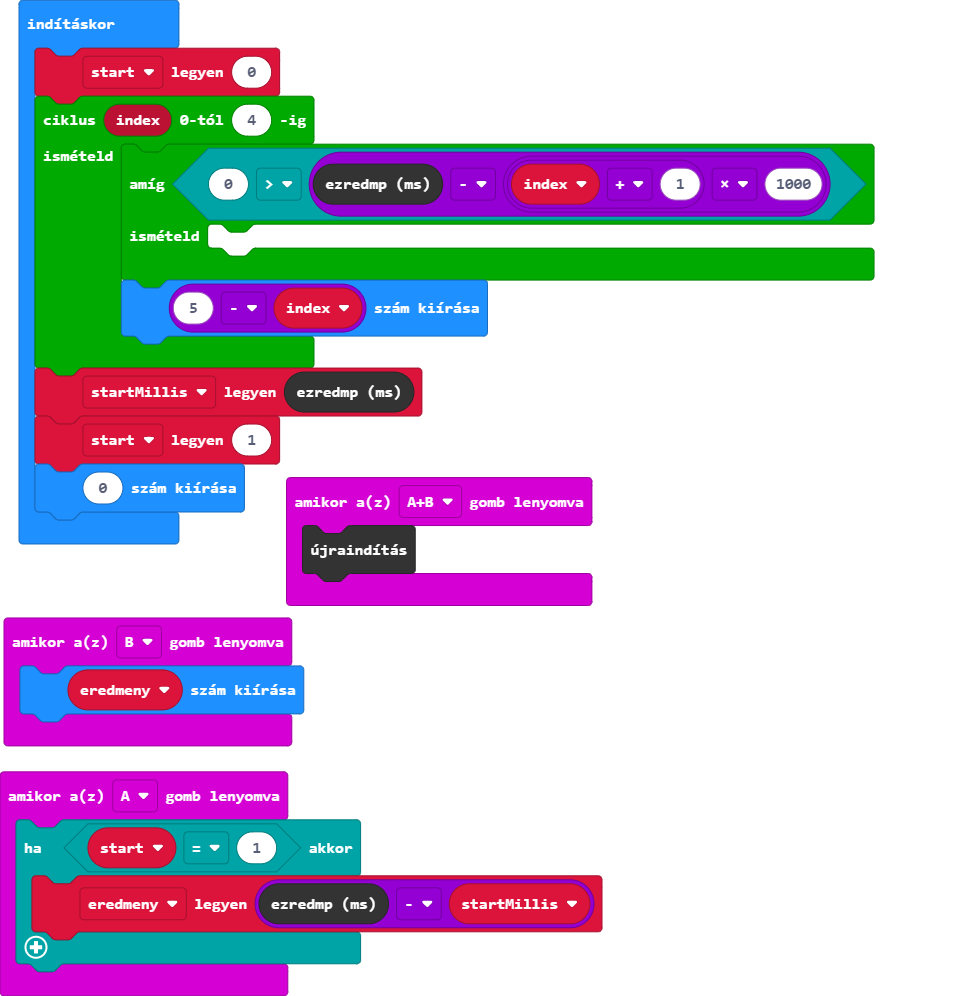 indításkor
start legyen 0
ciklus index 0-tól 4 -ig
ismételd
amíg 0 > ezredmp (ms) - index + 1 × 1000
ismételd
5 - index szám kiírása
startMillis legyen ezredmp (ms)
start legyen 1
0 szám kiírása
amikor a(z) A+B gomb lenyomva
újraindítás
amikor a(z) B gomb lenyomva
eredmeny szám kiírása
amikor a(z) A gomb lenyomva
ha start = 1 akkor
eredmeny legyen ezredmp (ms) - startMillis